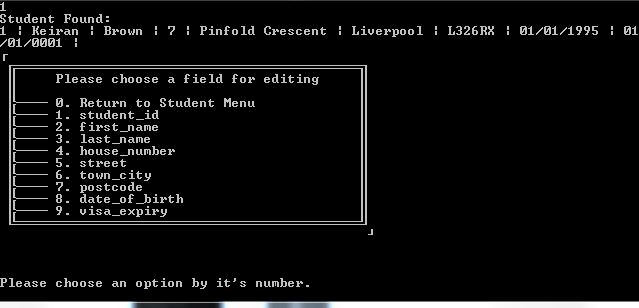 1
Student Found:
1 | Keiran | Brown | 7 | Pinfold Crescent | Liverpool | L326RX | 01/01/1995 | 01
/01/0001 |
Please choose a field for editing
0. Return to Student Menu
1. student_id
2. first_name
3. last_name
4. house_number
5. street
6. town_city
7. postcode
8. date_of_birth
9. visa_expiry
Please choose an option by it's number.